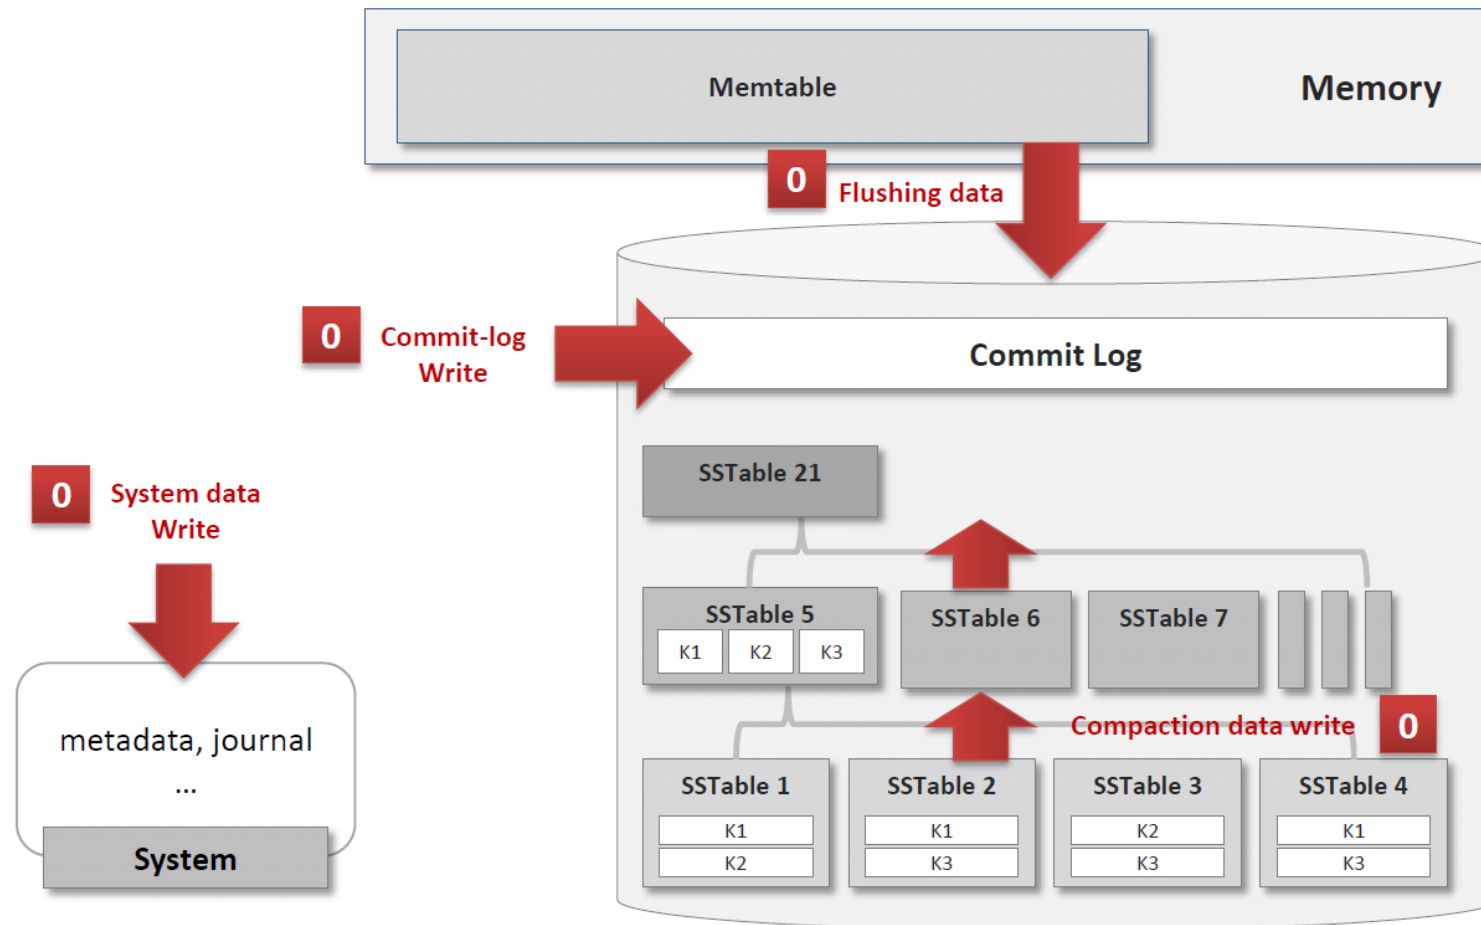 Memtable
Memory
0
Flushing data
0
Commit-log
Write
Commit Log
0
System data
Write
SSTable 21
SSTable 5
K1 K2 K3
SSTable 6
SSTable 7
metadata, journal
...
System
Compaction data write
0
SSTable 1
K1
K2
SSTable 2
K1
K3
SSTable 3
K2
K3
SSTable 4
K1
K3